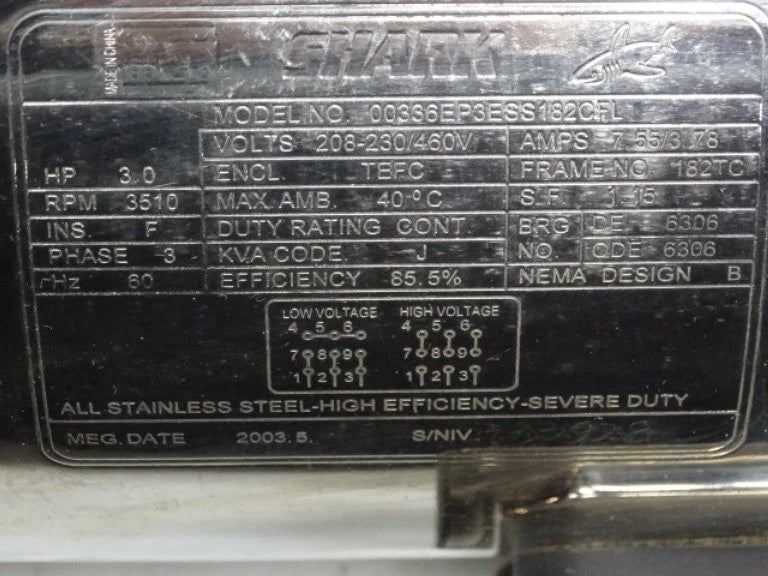 MADE IN CHINA
SHARK
MODEL NO. 00336EP3ESS182CFL
VOLTS 208-230/460V AMPS 7.55/3.78
HP 3.0 ENCL. TEFC FRAME NO 182TC
RPM 3510 MAX. AMB. 40-°C S.F. 1.15
INS. F DUTY RATING CONT. BRG DE 6306
PHASE 3 KVA CODE. J NO. ODE 6306
Hz 60 EFFICIENCY 85.5% NEMA DESIGN B
LOW VOLTAGE HIGH VOLTAGE
4 5 6 4 5 6
7 8 9 7 8 9
1 2 3 1 2 3
ALL STAINLESS STEEL-HIGH EFFICIENCY-SEVERE DUTY
MEG. DATE 2003.5. S/NIV.